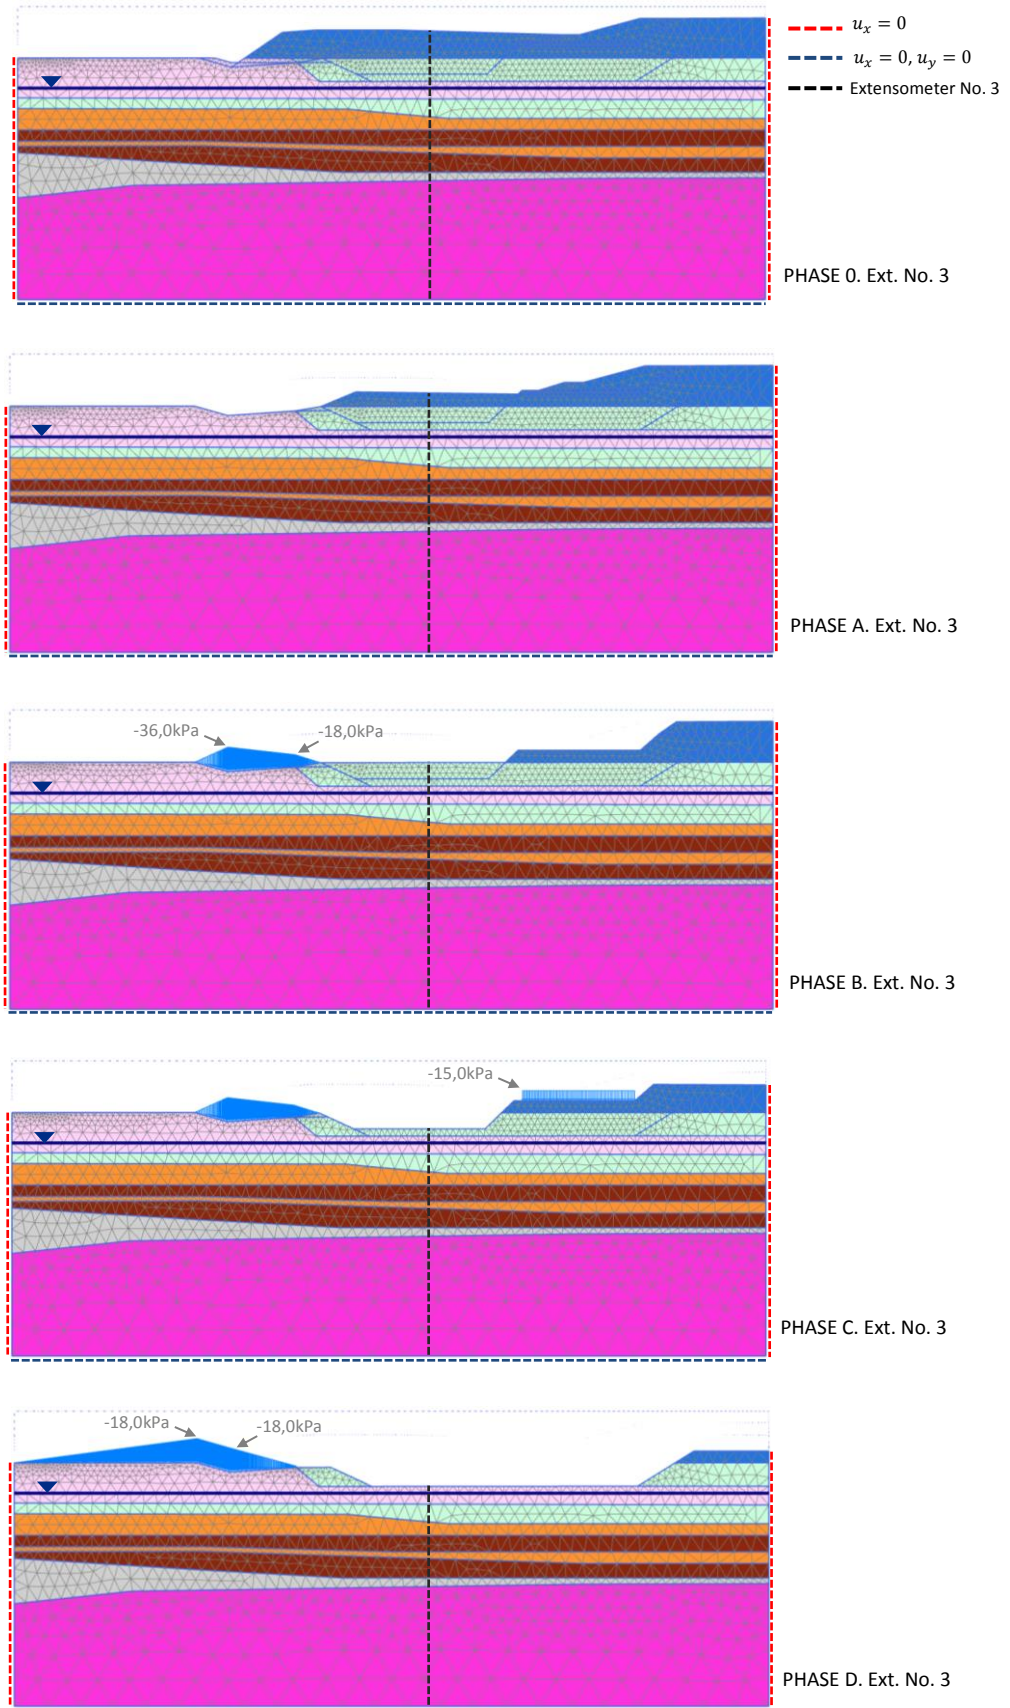 u_x = 0
u_x = 0, u_y = 0
Extensometer No. 3
PHASE 0. Ext. No. 3
PHASE A. Ext. No. 3
-36,0kPa
-18,0kPa
PHASE B. Ext. No. 3
-15,0kPa
PHASE C. Ext. No. 3
-18,0kPa
-18,0kPa
PHASE D. Ext. No. 3